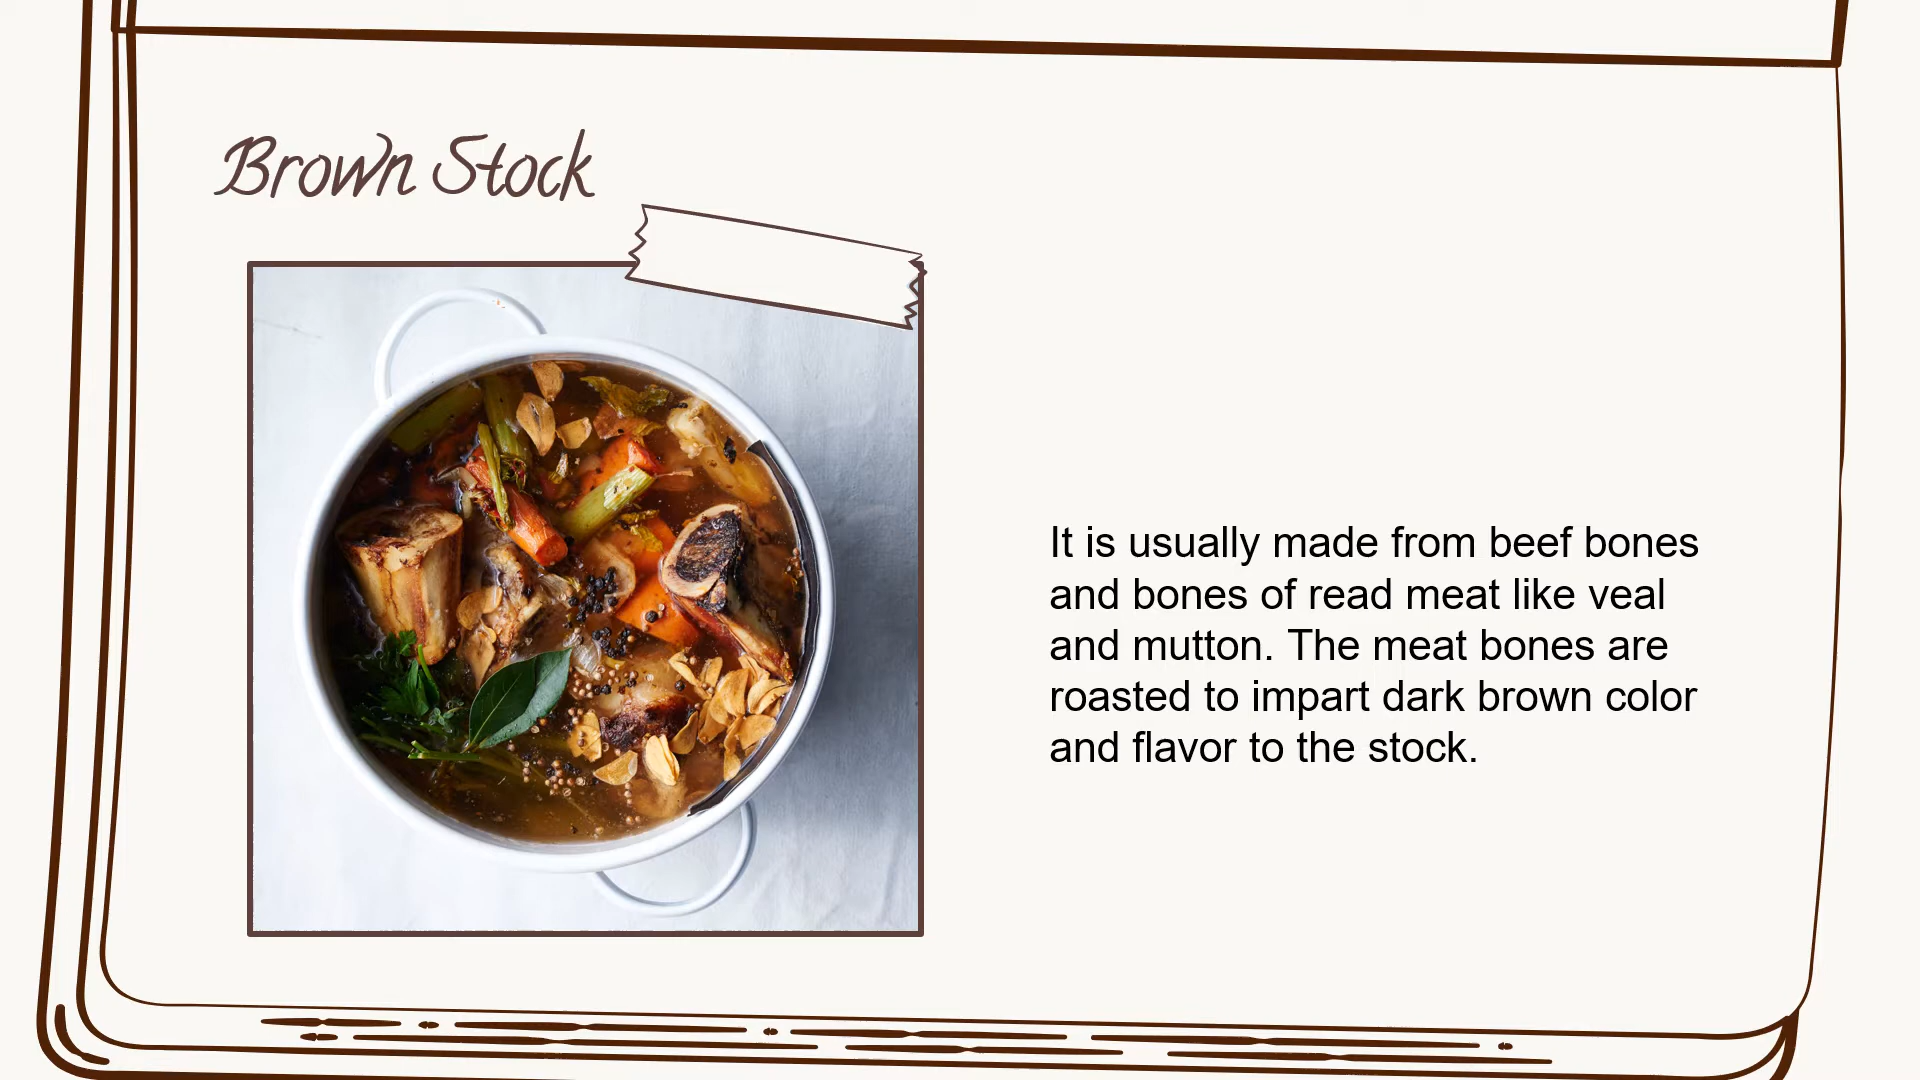 Brown Stock
It is usually made from beef bones
and bones of read meat like veal
and mutton. The meat bones are
roasted to impart dark brown color
and flavor to the stock.